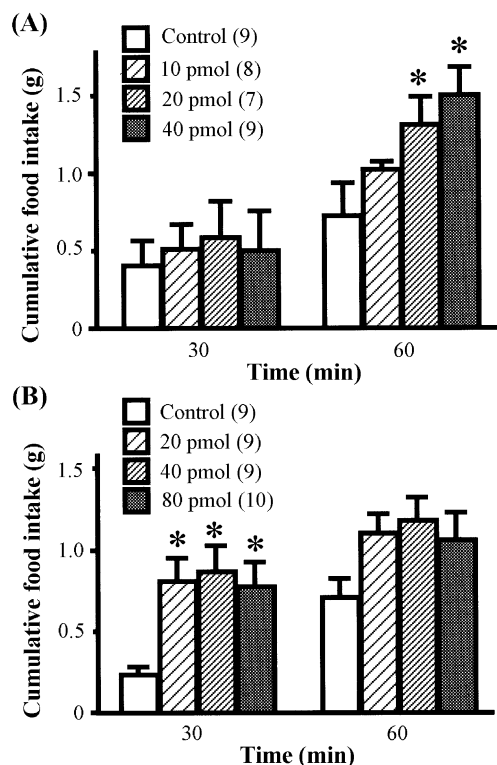 (A)
Control (9)
10 pmol (8)
20 pmol (7)
40 pmol (9)
Cumulative food intake (g)
1.5
1.0
0.5
0
* *
30 60
Time (min)
(B)
Control (9)
20 pmol (9)
40 pmol (9)
80 pmol (10)
Cumulative food intake (g)
1.5
1.0
0.5
0
* * *
30 60
Time (min)